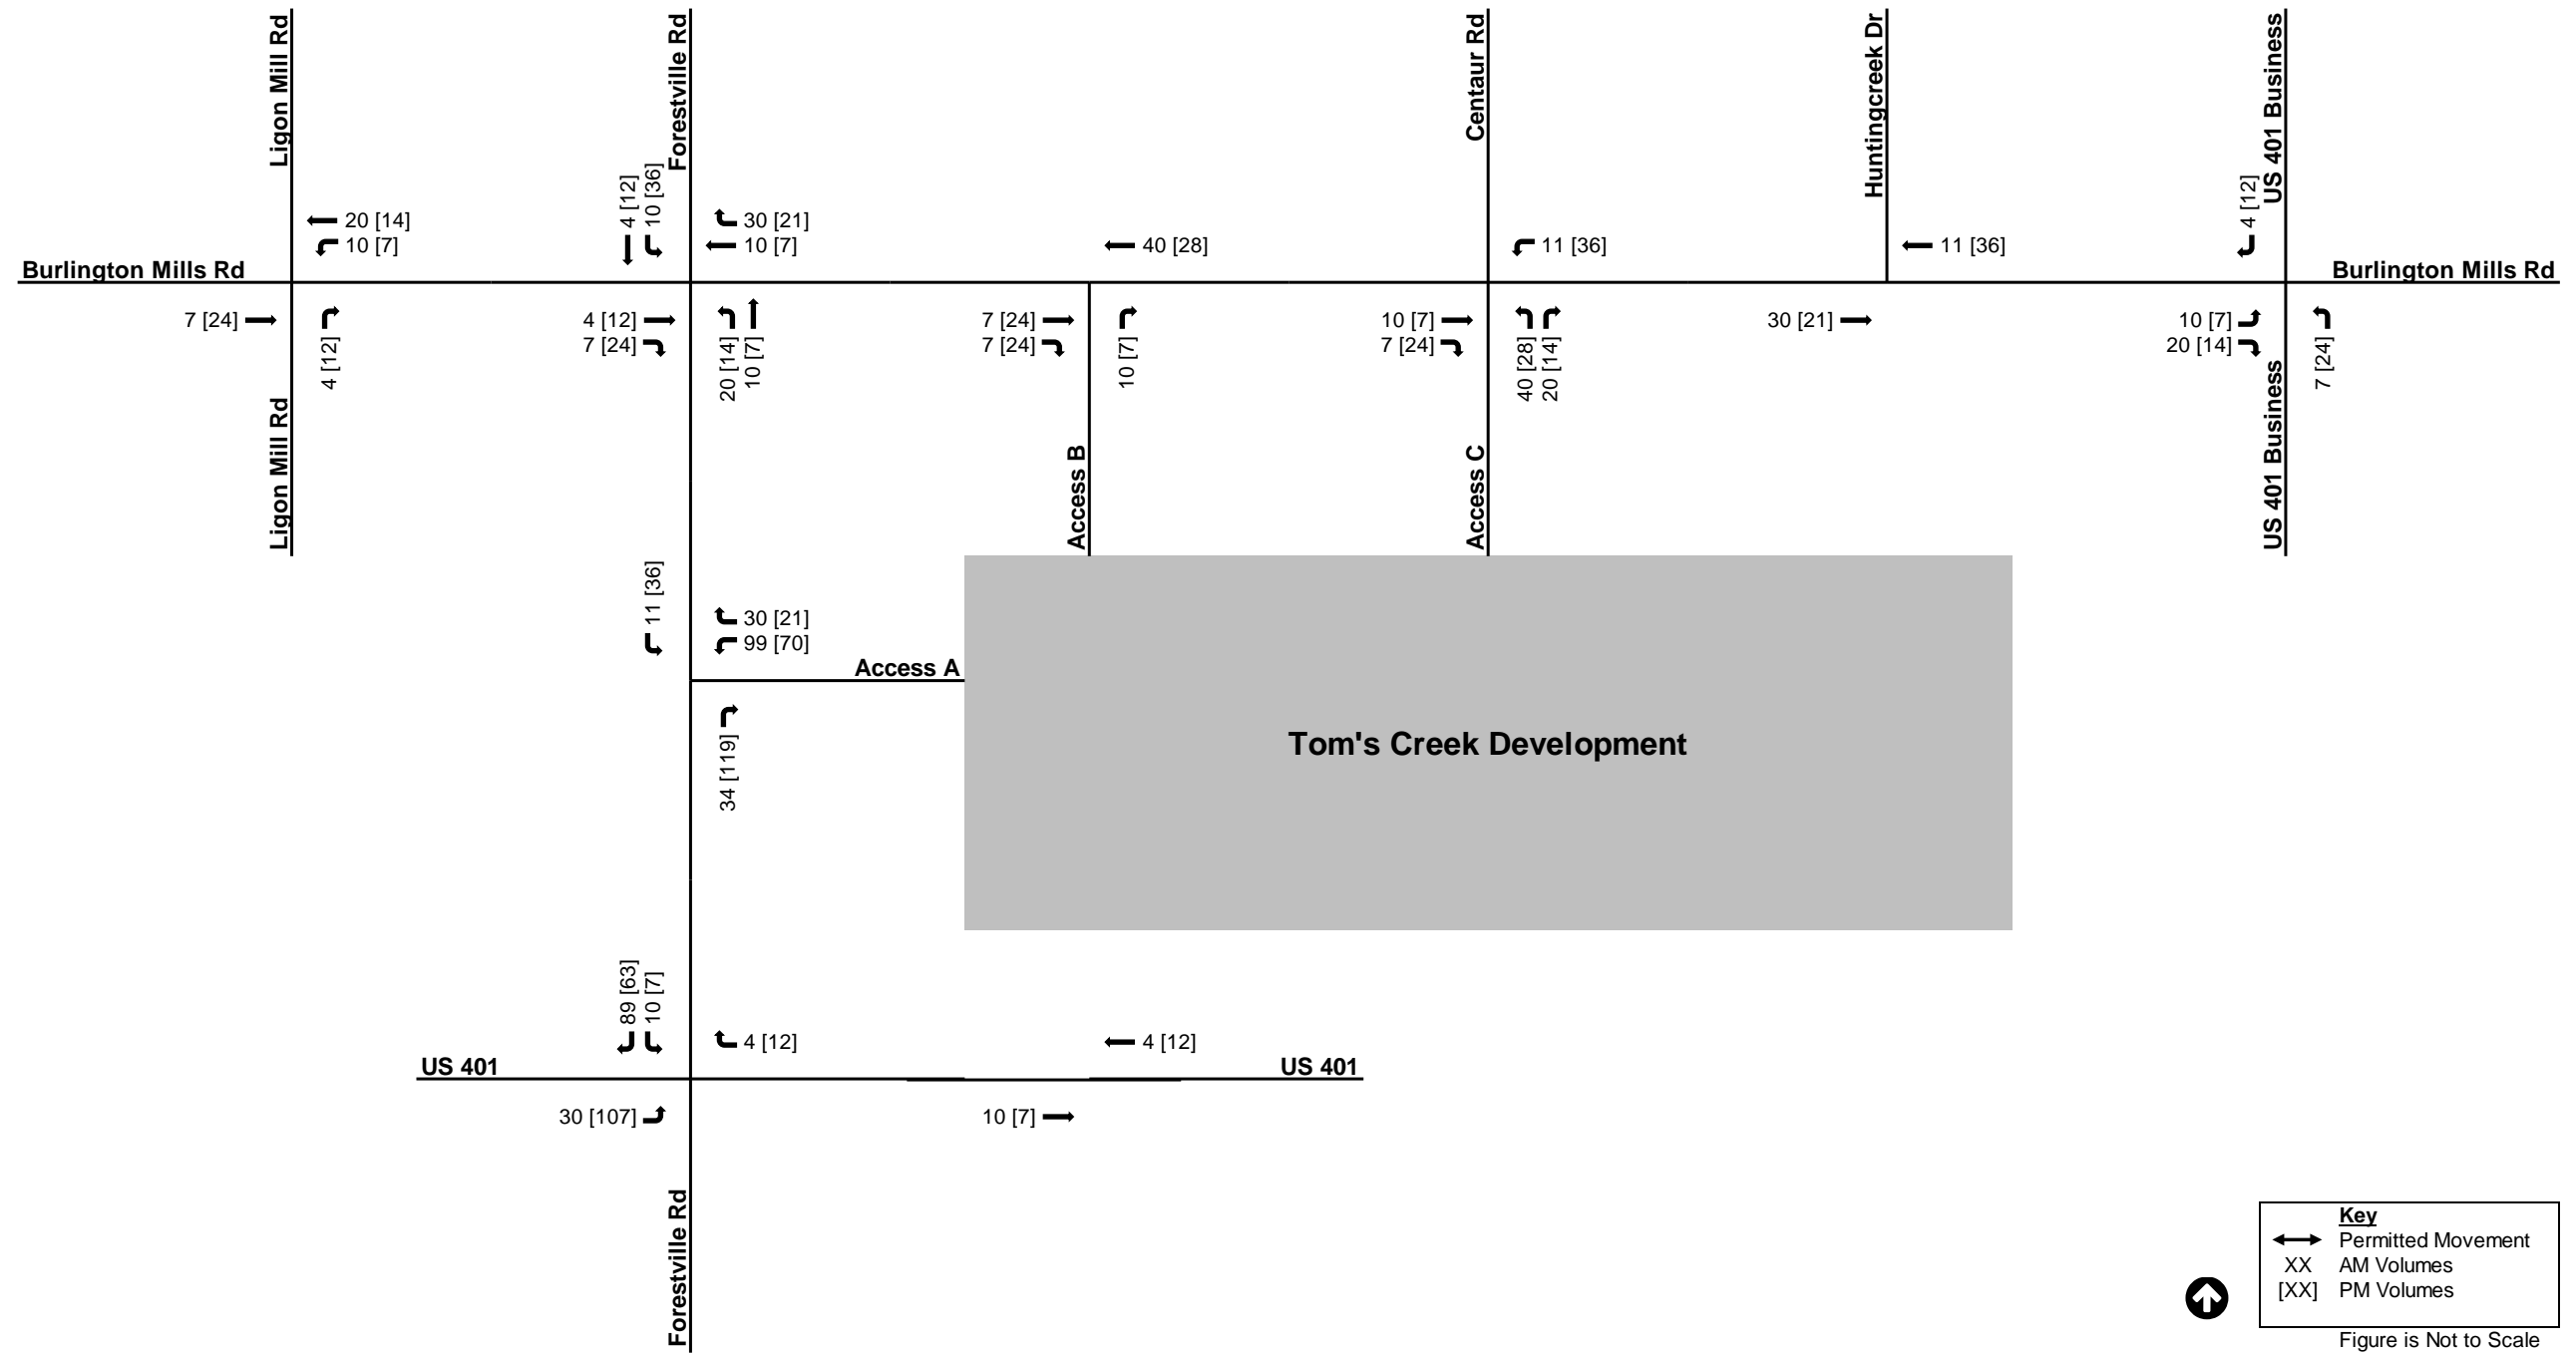 Ligon Mill Rd
Forestville Rd
Centaur Rd
Huntingcreek Dr
US 401 Business
4 [12]
10 [36]
4 [12]
20 [14]
10 [7]
30 [21]
10 [7]
40 [28]
11 [36]
11 [36]
Burlington Mills Rd
Burlington Mills Rd
7 [24]
4 [12]
4 [12]
7 [24]
20 [14]
10 [7]
7 [24]
7 [24]
10 [7]
10 [7]
7 [24]
40 [28]
20 [14]
30 [21]
10 [7]
20 [14]
7 [24]
Ligon Mill Rd
Access B
Access C
US 401 Business
11 [36]
30 [21]
99 [70]
Access A
34 [119]
Tom's Creek Development
89 [63]
10 [7]
4 [12]
4 [12]
US 401
US 401
30 [107]
10 [7]
Forestville Rd
Key
Permitted Movement
XX AM Volumes
[XX] PM Volumes
Figure is Not to Scale